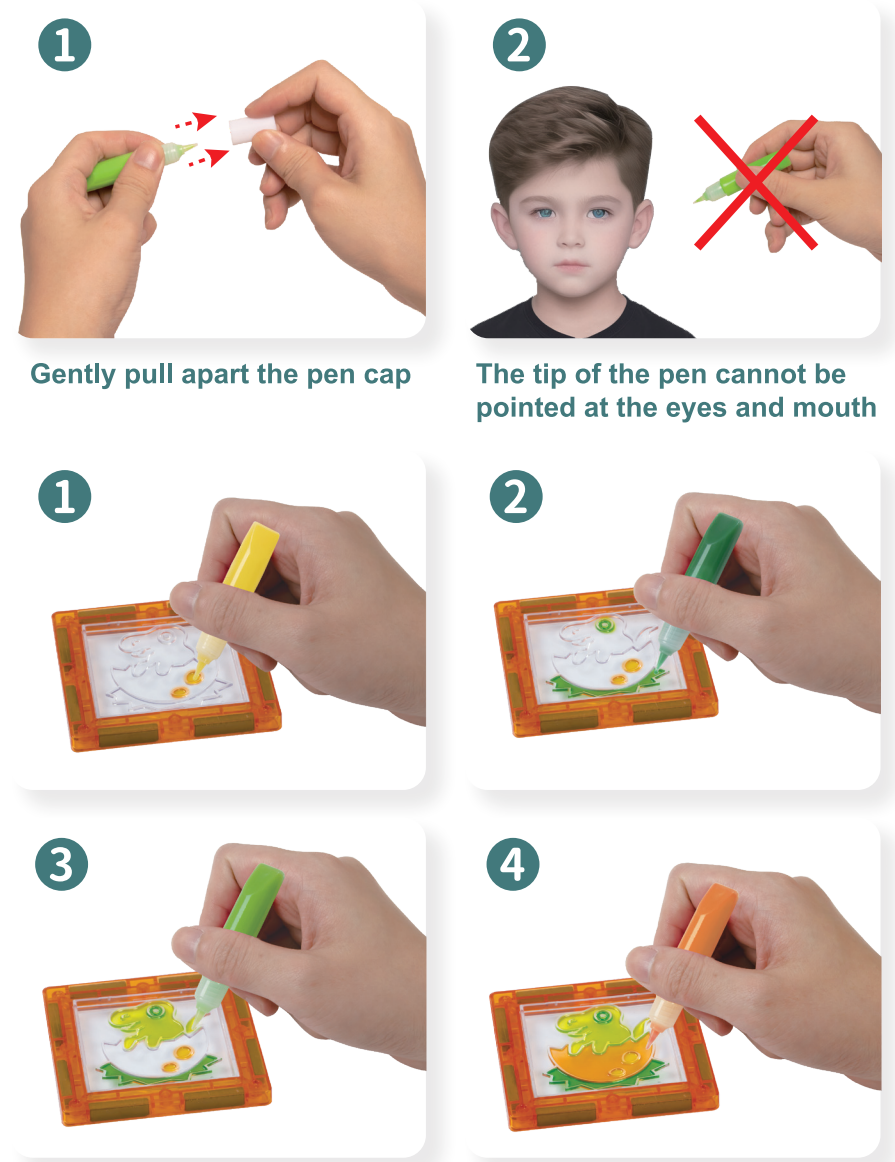 1
2
Gently pull apart the pen cap
The tip of the pen cannot be
pointed at the eyes and mouth
1
2
3
4